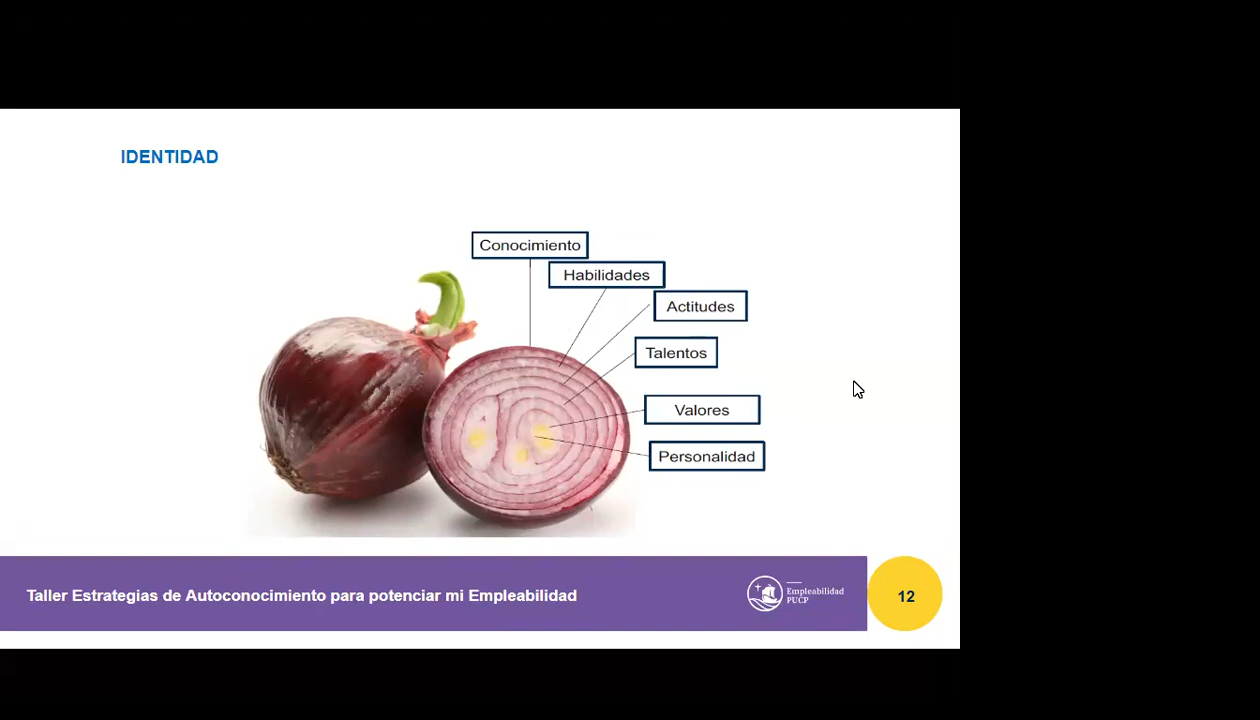 IDENTIDAD
Conocimiento
Habilidades
Actitudes
Talentos
Valores
Personalidad
Taller Estrategias de Autoconocimiento para potenciar mi Empleabilidad
Empleabilidad
PUCP
12